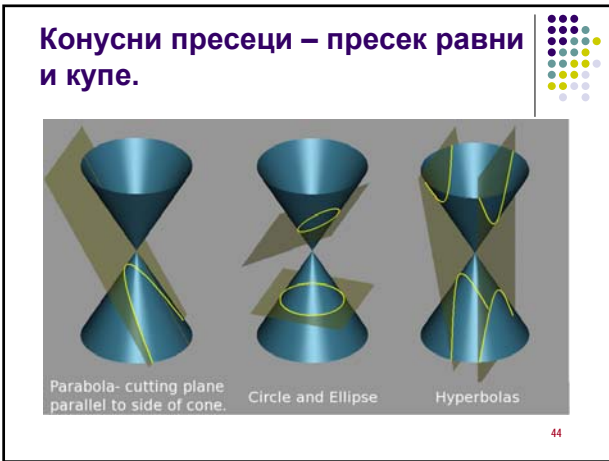 Конусни пресеци – пресек равни
и купе.
Parabola- cutting plane
parallel to side of cone.
Circle and Ellipse
Hyperbolas
44